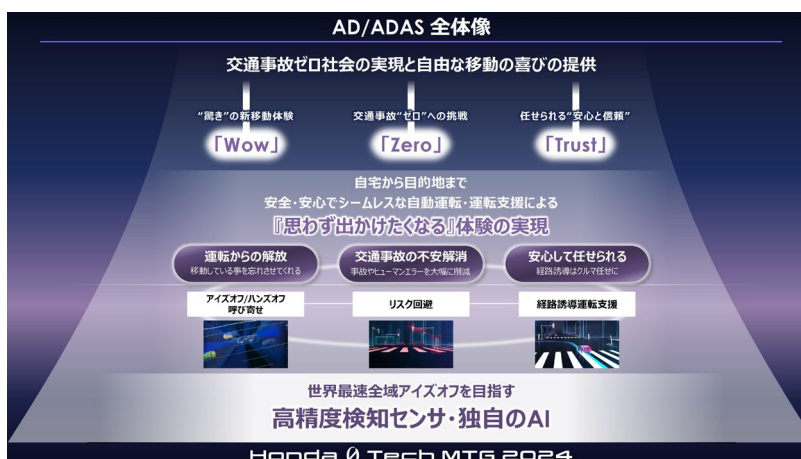 AD/ADAS 全体像
交通事故ゼロ社会の実現と自由な移動の喜びの提供
“驚き”の新移動体験
「Wow」
交通事故“ゼロ”への挑戦
「Zero」
任せられる“安心と信頼”
「Trust」
自宅から目的地まで
安全・安心でシームレスな自動運転・運転支援による
『思わず出かけたくなる』体験の実現
運転からの解放
移動している事を忘れさせてくれる
交通事故の不安解消
事故やヒューマンエラーを大幅に削減
安心して任せられる
経路誘導はクルマ任せに
アイズオフ/ハンズオフ
呼び寄せ
リスク回避
経路誘導運転支援
世界最速全域アイズオフを目指す
高精度検知センサ・独自のAI
Honda 0 Tech MTG 2024